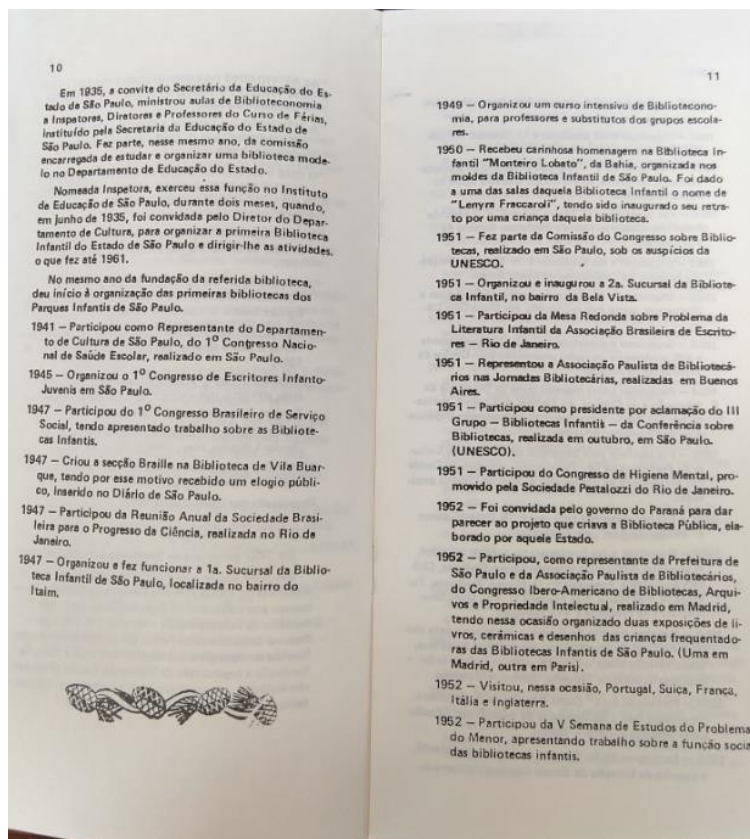 10
Em 1935, a convite do Secretário da Educação do Es-
tado de São Paulo, ministrou aulas de Biblioteconomia
a Inspetores, Diretores e Professores do Curso de Férias,
instituído pela Secretaria da Educação do Estado de
São Paulo. Fez parte, nesse mesmo ano, da comissão
encarregada de estudar e organizar uma biblioteca mode-
lo no Departamento de Educação do Estado.
Nomeada Inspetora, exerceu essa função no Instituto
de Educação de São Paulo, durante dois meses, quando,
em junho de 1935, foi convidada pelo Diretor do Depar-
tamento de Cultura, para organizar a primeira Biblioteca
Infantil do Estado de São Paulo e dirigir-lhe as atividades,
o que fez até 1961.
No mesmo ano da fundação da referida biblioteca,
deu início à organização das primeiras bibliotecas dos
Parques Infantis de São Paulo.
1941 — Participou como Representante do Departamen-
to de Cultura de São Paulo, do 1º Congresso Nacio-
nal de Saúde Escolar, realizado em São Paulo.
1945 — Organizou o 1º Congresso de Escritores Infanto-
Juvenis em São Paulo.
1947 — Participou do 1º Congresso Brasileiro de Serviço
Social, tendo apresentado trabalho sobre as Bibliote-
cas Infantis.
1947 — Criou a secção Braille na Biblioteca de Vila Buar-
que, tendo por esse motivo recebido um elogio públi-
co, inserido no Diário de São Paulo.
1947 — Participou da Reunião Anual da Sociedade Brasi-
leira para o Progresso da Ciência, realizada no Rio de
Janeiro.
1947 — Organizou e fez funcionar a 1a. Sucursal da Biblio-
teca Infantil de São Paulo, localizada no bairro do
Itaim.
11
1949 — Organizou um curso intensivo de Bibliotecono-
mia, para professores e substitutos dos grupos escola-
res.
1950 — Recebeu carinhosa homenagem na Biblioteca In-
fantil "Monteiro Lobato", da Bahia, organizada nos
moldes da Biblioteca Infantil de São Paulo. Foi dado
a uma das salas daquela Biblioteca Infantil o nome de
"Lenyra Fraccaroli", tendo sido inaugurado seu retra-
to por uma criança daquela biblioteca.
1951 — Fez parte da Comissão do Congresso sobre Biblio-
tecas, realizado em São Paulo, sob os auspícios da
UNESCO.
1951 — Organizou e inaugurou a 2a. Sucursal da Bibliote-
ca Infantil, no bairro da Bela Vista.
1951 — Participou da Mesa Redonda sobre Problema da
Literatura Infantil da Associação Brasileira de Escrito-
res — Rio de Janeiro.
1951 — Representou a Associação Paulista de Bibliotecá-
rios nas Jornadas Bibliotecárias, realizadas em Buenos
Aires.
1951 — Participou como presidente por aclamação do III
Grupo — Bibliotecas Infantis — da Conferência sobre
Bibliotecas, realizada em outubro, em São Paulo.
(UNESCO).
1951 — Participou do Congresso de Higiene Mental, pro-
movido pela Sociedade Pestalozzi do Rio de Janeiro.
1952 — Foi convidada pelo governo do Paraná para dar
parecer ao projeto que criava a Biblioteca Pública, ela-
borado por aquele Estado.
1952 — Participou, como representante da Prefeitura de
São Paulo e da Associação Paulista de Bibliotecários,
do Congresso Ibero-Americano de Bibliotecas, Arqui-
vos e Propriedade Intelectual, realizado em Madrid,
tendo nessa ocasião organizado duas exposições de li-
vros, cerâmicas e desenhos das crianças frequentado-
ras das Bibliotecas Infantis de São Paulo. (Uma em
Madrid, outra em Paris).
1952 — Visitou, nessa ocasião, Portugal, Suiça, França,
Itália e Inglaterra.
1952 — Participou da V Semana de Estudos do Problema
do Menor, apresentando trabalho sobre a função socia
das bibliotecas infantis.